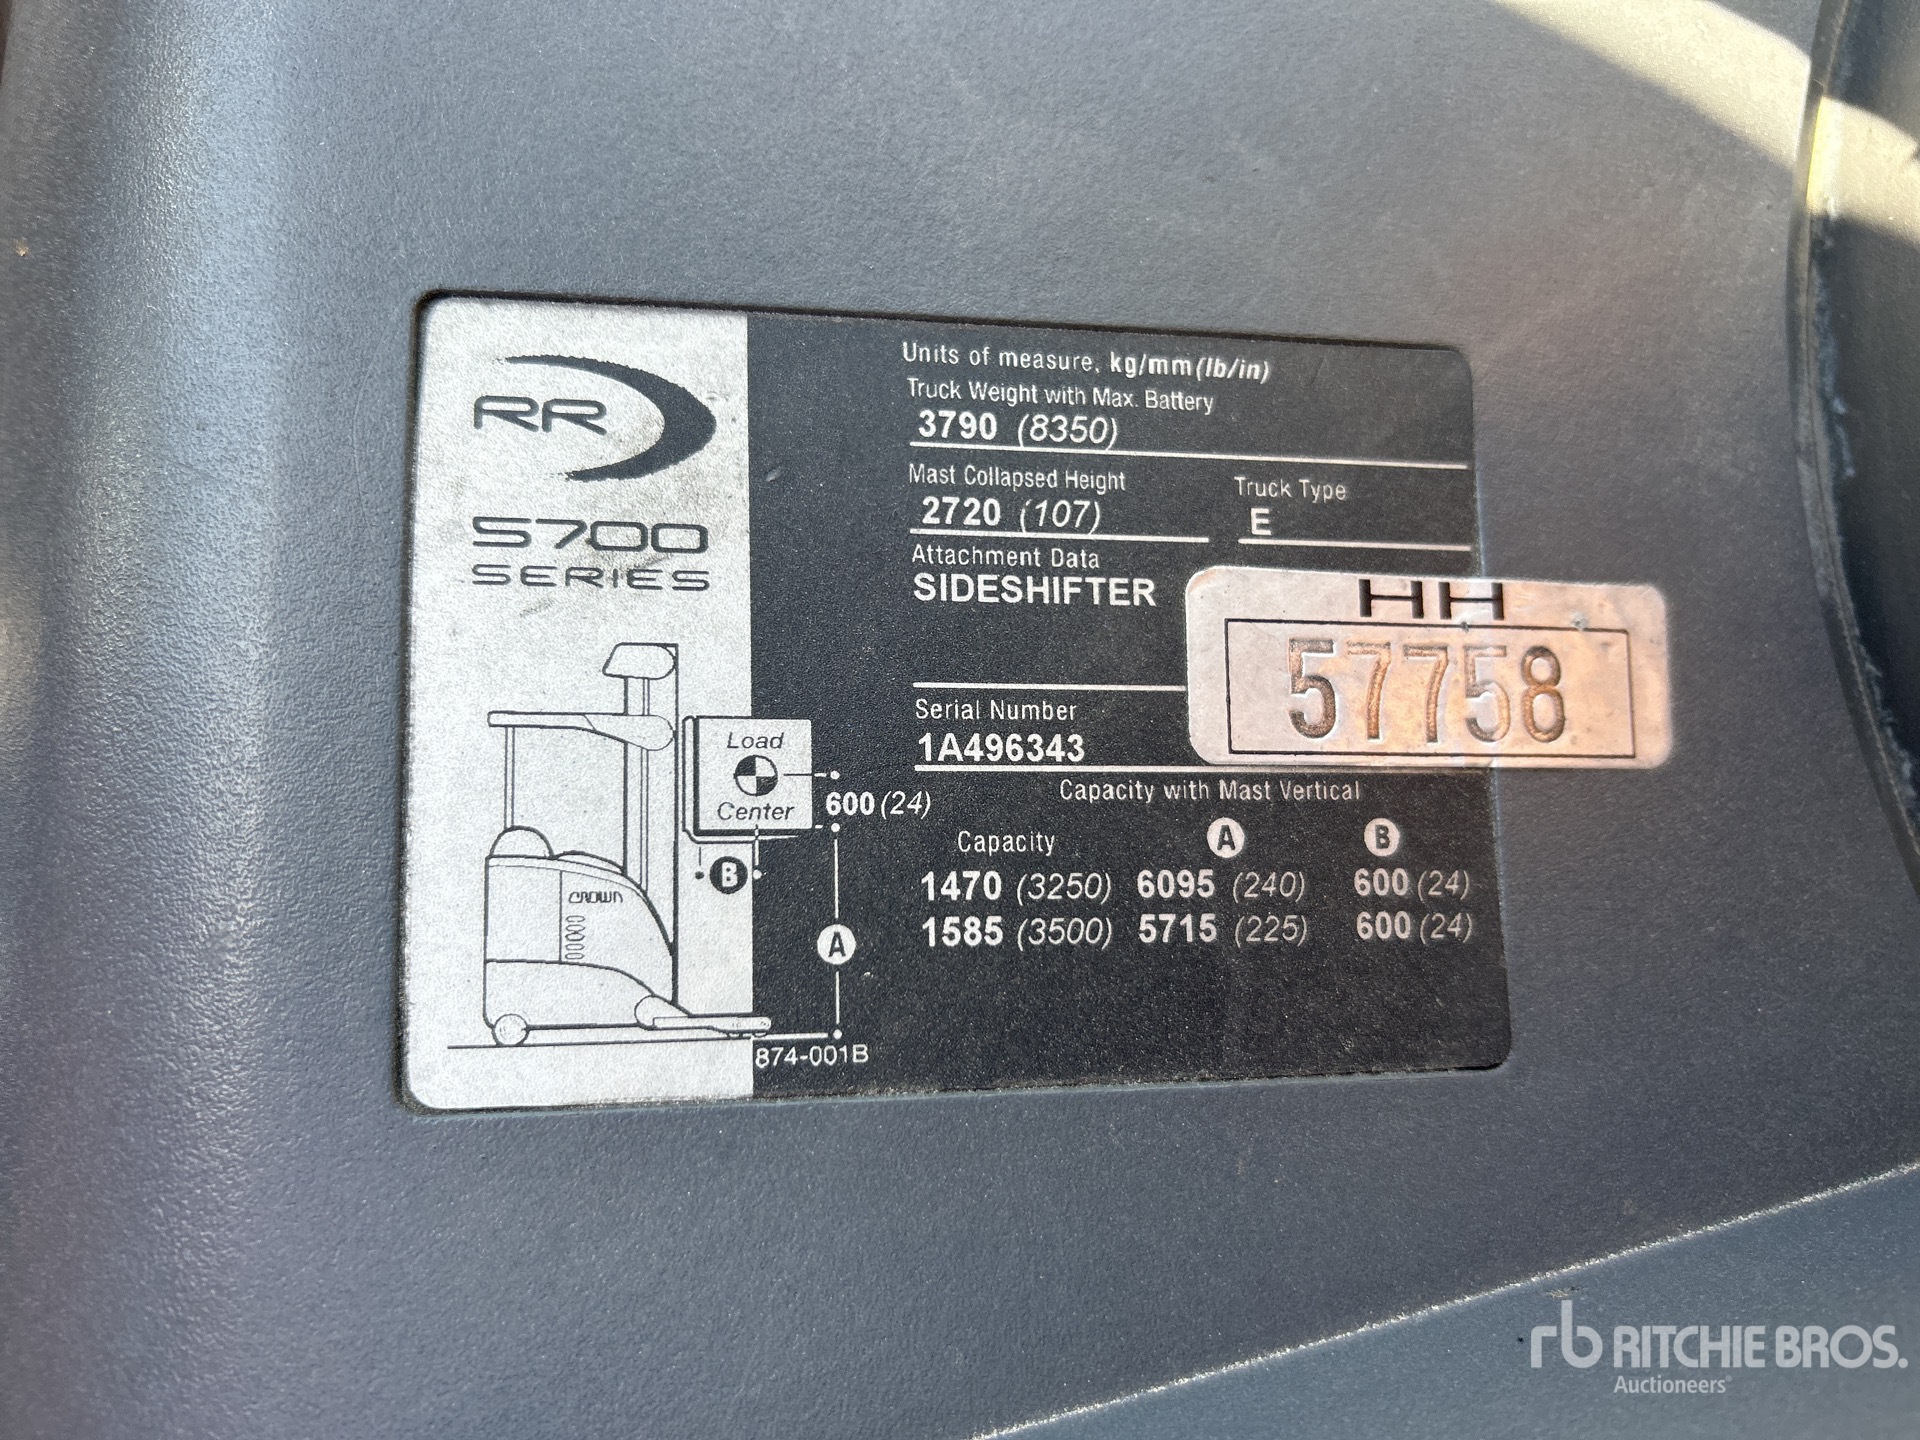 RR
5700
SERIES
Load
Center
600 (24)
B
CROWN
A
874-001B
Units of measure, kg/mm (lb/in)
Truck Weight with Max. Battery
3790 (8350)
Mast Collapsed Height
2720 (107)
Truck Type
E
Attachment Data
SIDESHIFTER
HH
57758
Serial Number
1A496343
Capacity with Mast Vertical
Capacity A B
1470 (3250) 6095 (240) 600 (24)
1585 (3500) 5715 (225) 600 (24)
rb RITCHIE BROS.
Auctioneers